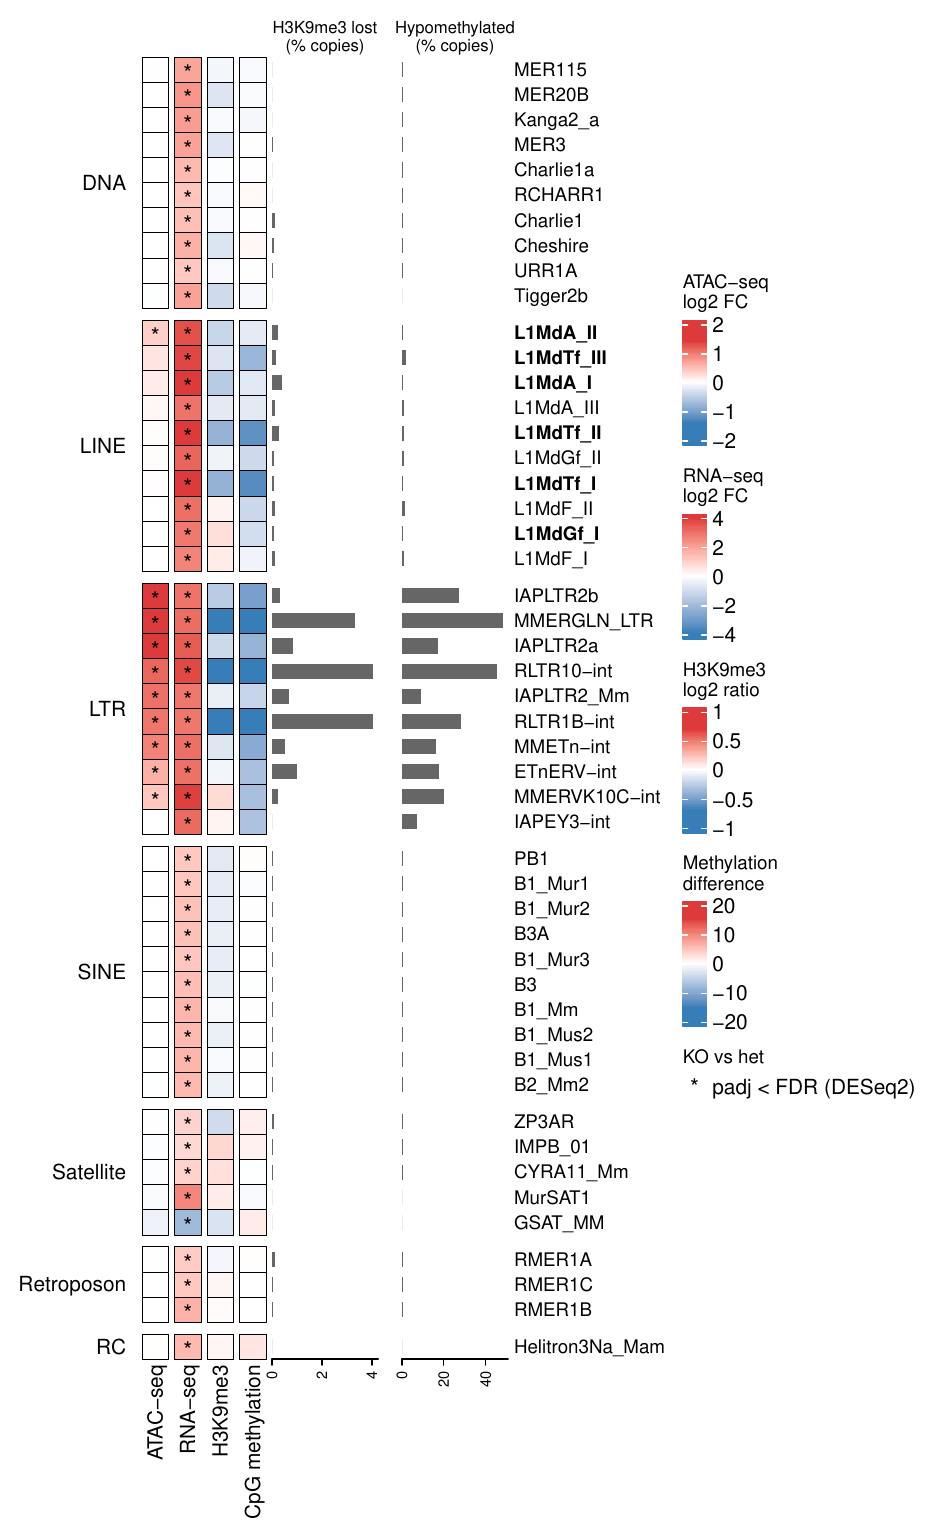 H3K9me3 lost
(% copies)
Hypomethylated
(% copies)
DNA
* MER115
* MER20B
* Kanga2_a
* MER3
* Charlie1a
* RCHARR1
* Charlie1
* Cheshire
* URR1A
* Tigger2b
LINE
* * L1MdA_II
* L1MdTf_III
* L1MdA_I
* L1MdA_III
* L1MdTf_II
* L1MdGf_II
* L1MdTf_I
* L1MdF_II
* L1MdGf_I
* L1MdF_I
LTR
* * IAPLTR2b
* * MMERGLN_LTR
* * IAPLTR2a
* * RLTR10−int
* * IAPLTR2_Mm
* * RLTR1B−int
* * MMETn−int
* * ETnERV−int
* * MMERVK10C−int
* IAPEY3−int
SINE
* PB1
* B1_Mur1
* B1_Mur2
* B3A
* B1_Mur3
* B3
* B1_Mm
* B1_Mus2
* B1_Mus1
* B2_Mm2
Satellite
* ZP3AR
* IMPB_01
* CYRA11_Mm
* MurSAT1
* GSAT_MM
Retroposon
* RMER1A
* RMER1C
* RMER1B
RC
* Helitron3Na_Mam
0 2 4
0 20 40
ATAC−seq
RNA−seq
H3K9me3
CpG methylation
ATAC−seq
log2 FC
2
1
0
−1
−2
RNA−seq
log2 FC
4
2
0
−2
−4
H3K9me3
log2 ratio
1
0.5
0
−0.5
−1
Methylation
difference
20
10
0
−10
−20
KO vs het
* padj < FDR (DESeq2)